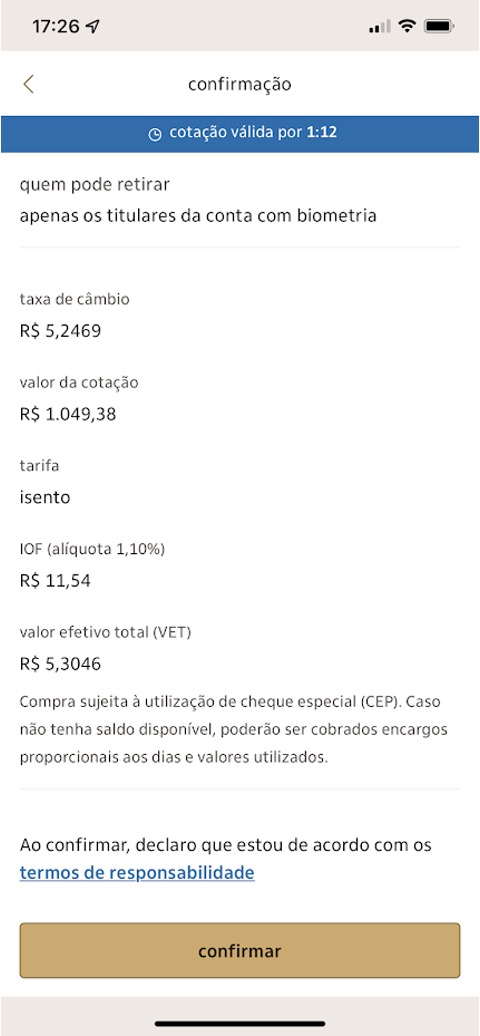 17:26
confirmação
cotação válida por 1:12
quem pode retirar
apenas os titulares da conta com biometria
taxa de câmbio
R$ 5,2469
valor da cotação
R$ 1.049,38
tarifa
isento
IOF (alíquota 1,10%)
R$ 11,54
valor efetivo total (VET)
R$ 5,3046
Compra sujeita à utilização de cheque especial (CEP). Caso
não tenha saldo disponível, poderão ser cobrados encargos
proporcionais aos dias e valores utilizados.
Ao confirmar, declaro que estou de acordo com os
termos de responsabilidade
confirmar